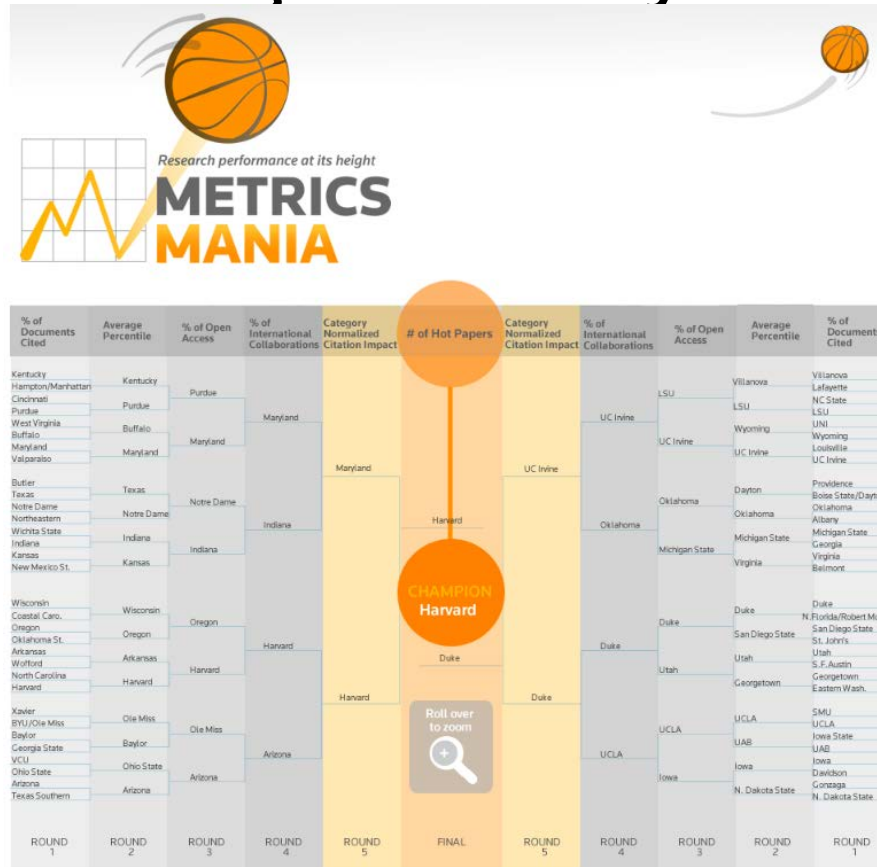 Research performance at its height
METRICS
MANIA
% of
Documents
Cited
Average
Percentile
% of Open
Access
% of
International
Collaborations
Category
Normalized
Citation Impact
# of Hot Papers
Category
Normalized
Citation Impact
% of
International
Collaborations
% of Open
Access
Average
Percentile
% of
Document
Cited
Kentucky
Hampton/Manhattan
Cincinnati
Purdue
West Virginia
Buffalo
Maryland
Valparaiso
Butler
Texas
Notre Dame
Northeastern
Wichita State
Indiana
Kansas
New Mexico St.
Wisconsin
Coastal Caro.
Oregon
Oklahoma St.
Arkansas
Wofford
North Carolina
Harvard
Xavier
BYU/Ole Miss
Baylor
Georgia State
VCU
Ohio State
Arizona
Texas Southern
Kentucky
Purdue
Buffalo
Maryland
Texas
Notre Dame
Indiana
Kansas
Wisconsin
Oregon
Arkansas
Harvard
Ole Miss
Baylor
Ohio State
Arizona
Purdue
Maryland
Notre Dame
Indiana
Oregon
Harvard
Ole Miss
Arizona
Maryland
Indiana
Harvard
Arizona
Maryland
Harvard
Harvard
CHAMPION
Harvard
Duke
Roll over
to zoom
UC Irvine
Duke
UC Irvine
Oklahoma
Duke
UCLA
LSU
UC Irvine
Oklahoma
Michigan State
Duke
Utah
UCLA
Iowa
Villanova
LSU
Wyoming
UC Irvine
Dayton
Oklahoma
Michigan State
Virginia
Duke
San Diego State
Utah
Georgetown
UCLA
UAB
Iowa
N. Dakota State
Villanova
Lafayette
NC State
LSU
UNI
Wyoming
Louisville
UC Irvine
Providence
Boise State/Dayt
Oklahoma
Albany
Michigan State
Georgia
Virginia
Belmont
Duke
N.Florida/Robert Mo
San Diego State
St. John's
Utah
S.F.Austin
Georgetown
Eastern Wash.
SMU
UCLA
Iowa State
UAB
Iowa
Davidson
Gonzaga
N. Dakota State
ROUND
1
ROUND
2
ROUND
3
ROUND
4
ROUND
5
FINAL
ROUND
5
ROUND
4
ROUND
3
ROUND
2
ROUND
1